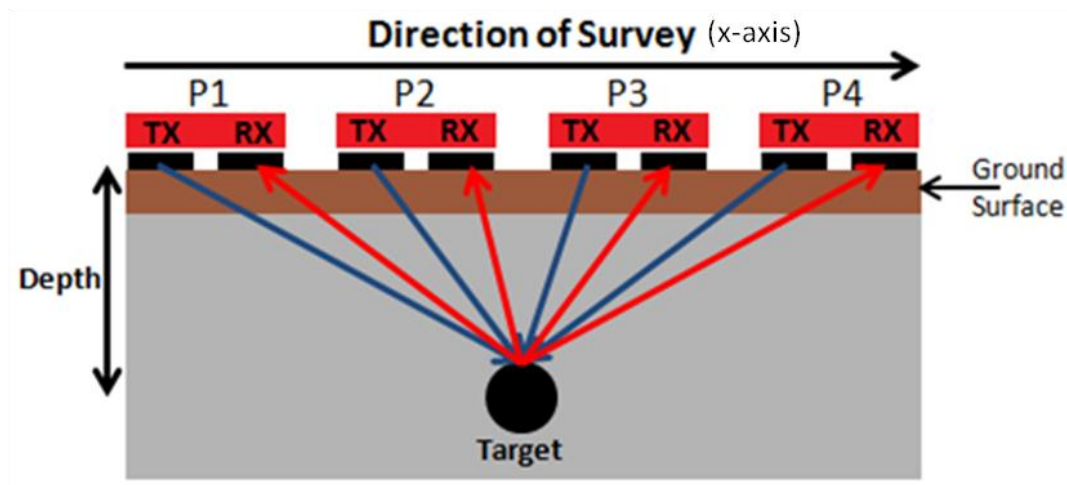 Direction of Survey (x-axis)
P1 P2 P3 P4
TX RX TX RX TX RX TX RX
Ground
Surface
Depth
Target